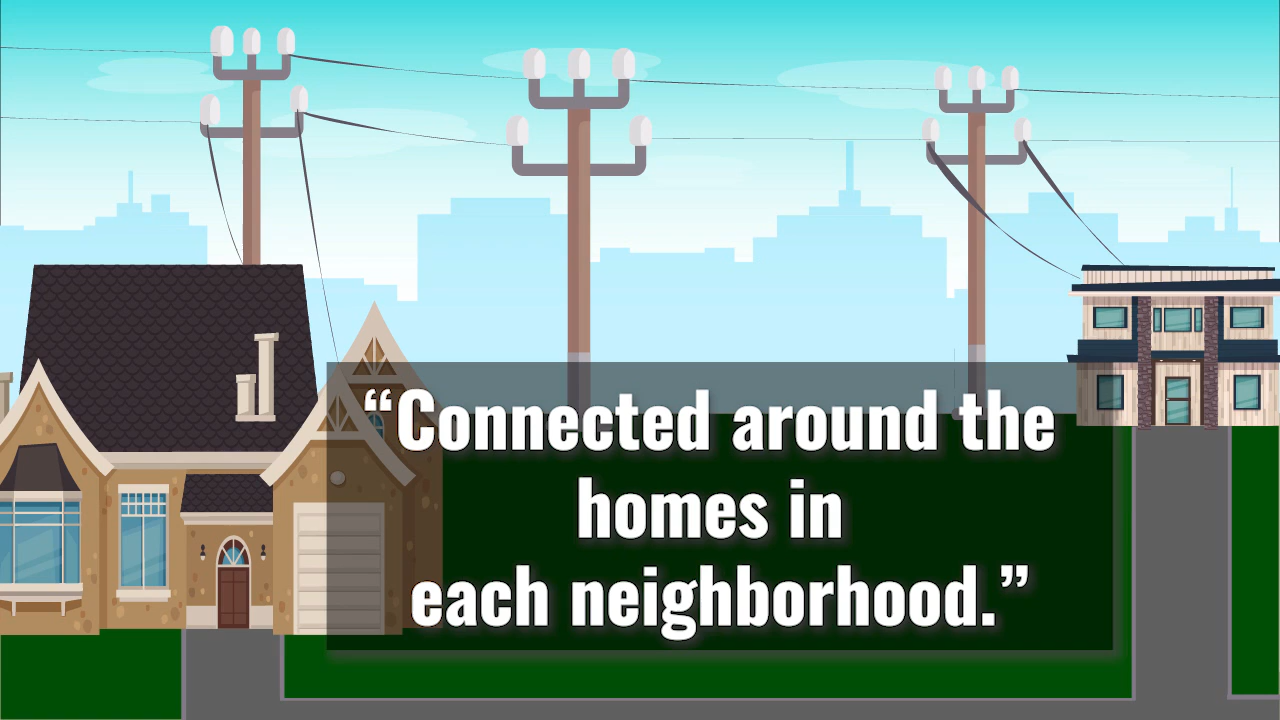 “Connected around the
homes in
each neighborhood.”